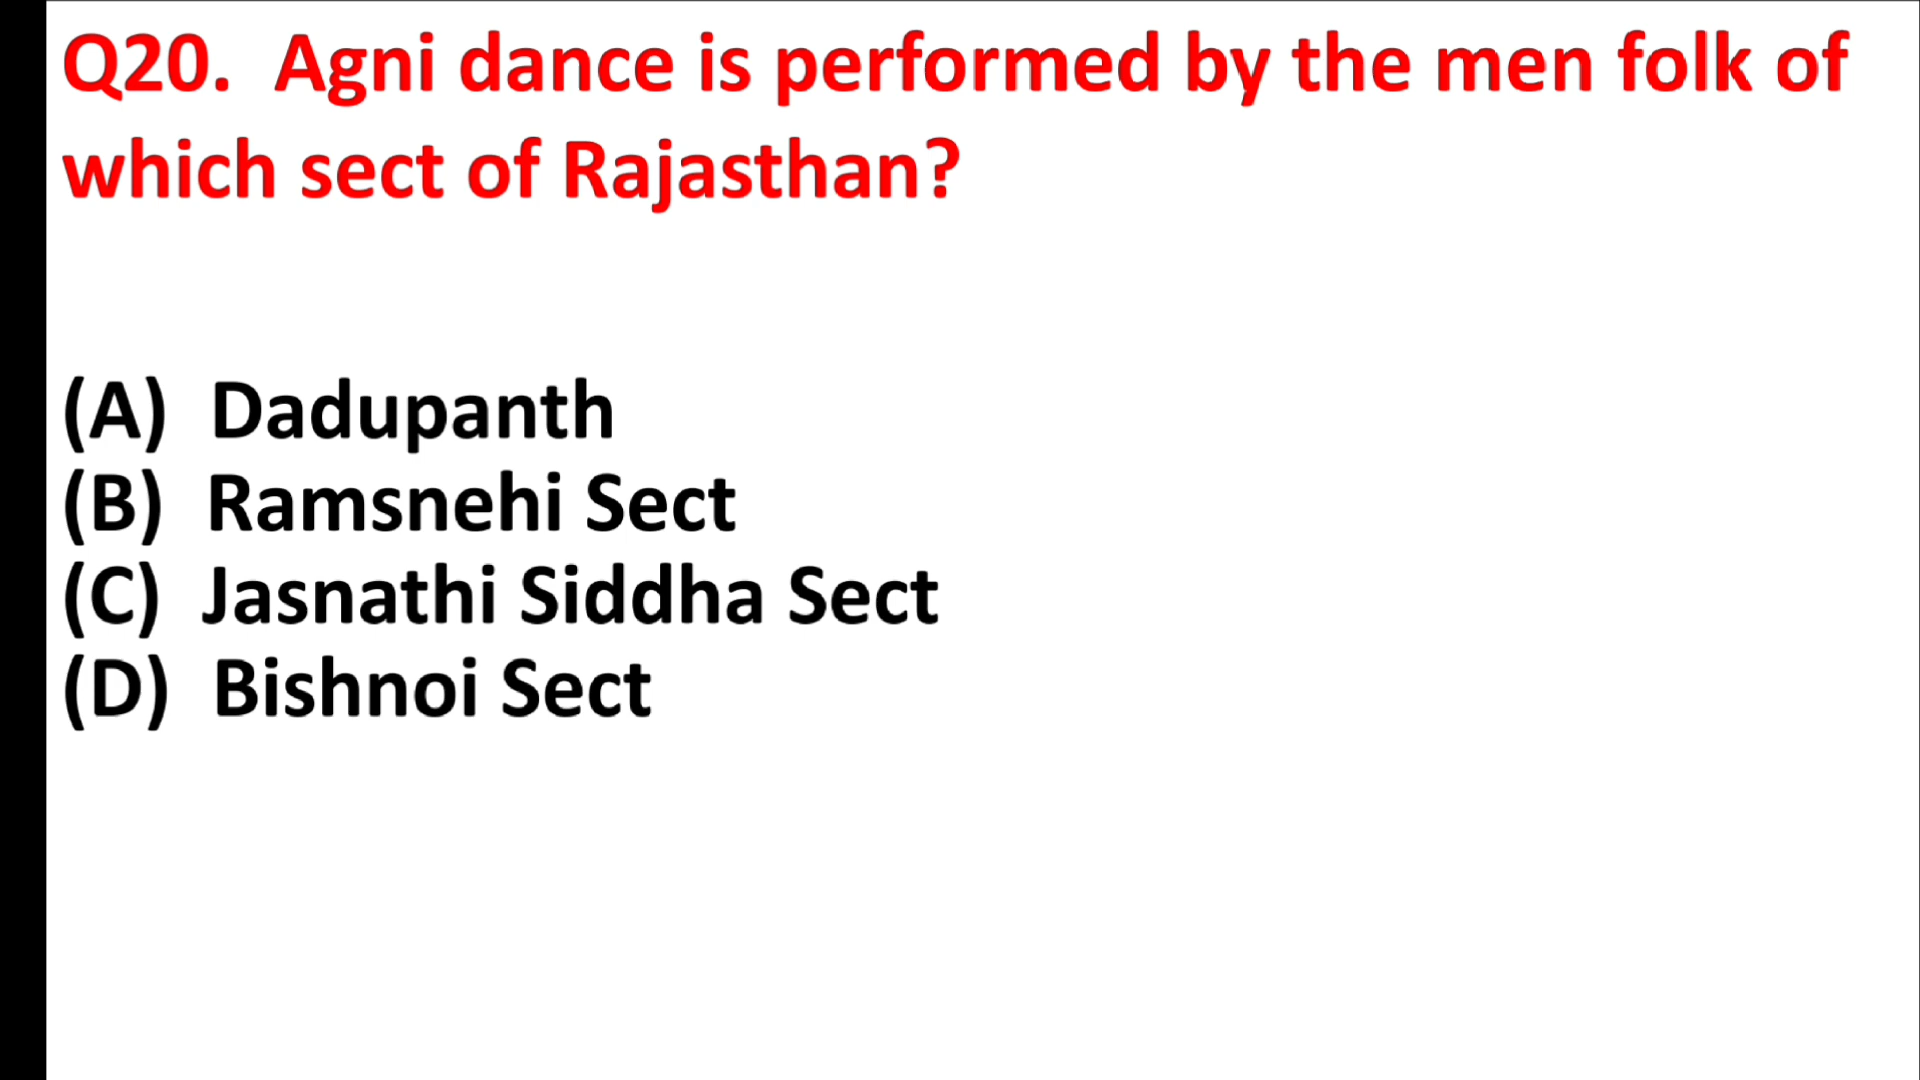 Q20. Agni dance is performed by the men folk of
which sect of Rajasthan?
(A) Dadupanth
(B) Ramsnehi Sect
(C) Jasnathi Siddha Sect
(D) Bishnoi Sect